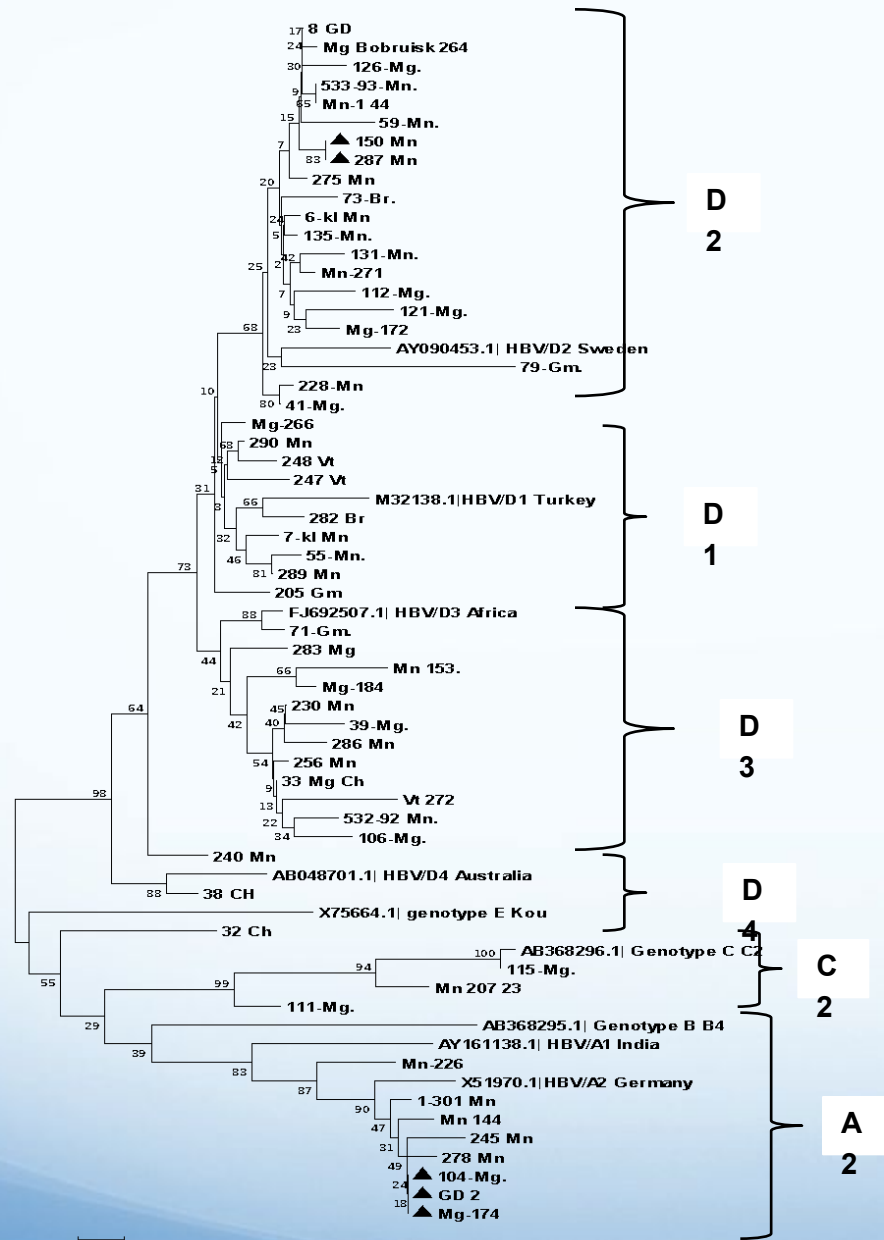 17 8 GD
24 Mg Bobruisk 264
30 126-Mg.
9 533-93-Mn.
65 Mn-1 44
15 59-Mn.
7 150 Mn
83 287 Mn
275 Mn
20 73-Br.
24 6-kl Mn
5 135-Mn.
42 131-Mn.
2 Mn-271
25 7 112-Mg.
9 121-Mg.
23 Mg-172
68 AY090453.1| HBV/D2 Sweden
23 79-Gm.
228-Mn
80 41-Mg.
D
2
10 Mg-266
68 290 Mn
12 248 Vt
5 247 Vt
31 8 66 M32138.1|HBV/D1 Turkey
282 Br
32 7-kl Mn
46 55-Mn.
81 289 Mn
73 205 Gm
D
1
88 FJ692507.1| HBV/D3 Africa
71-Gm.
44 283 Mg
21 66 Mn 153.
Mg-184
42 45 230 Mn
40 39-Mg.
286 Mn
54 256 Mn
9 33 Mg Ch
13 Vt 272
22 532-92 Mn.
34 106-Mg.
D
3
64 240 Mn
98 AB048701.1| HBV/D4 Australia
88 38 CH
X75664.1| genotype E Kou
D
4
32 Ch
55 100 AB368296.1| Genotype C C2
94 115-Mg.
99 Mn 207 23
111-Mg.
C
2
29 AB368295.1| Genotype B B4
39 AY161138.1| HBV/A1 India
83 Mn-226
87 X51970.1| HBV/A2 Germany
90 1-301 Mn
47 Mn 144
31 245 Mn
49 278 Mn
104-Mg.
24 GD 2
18 Mg-174
A
2